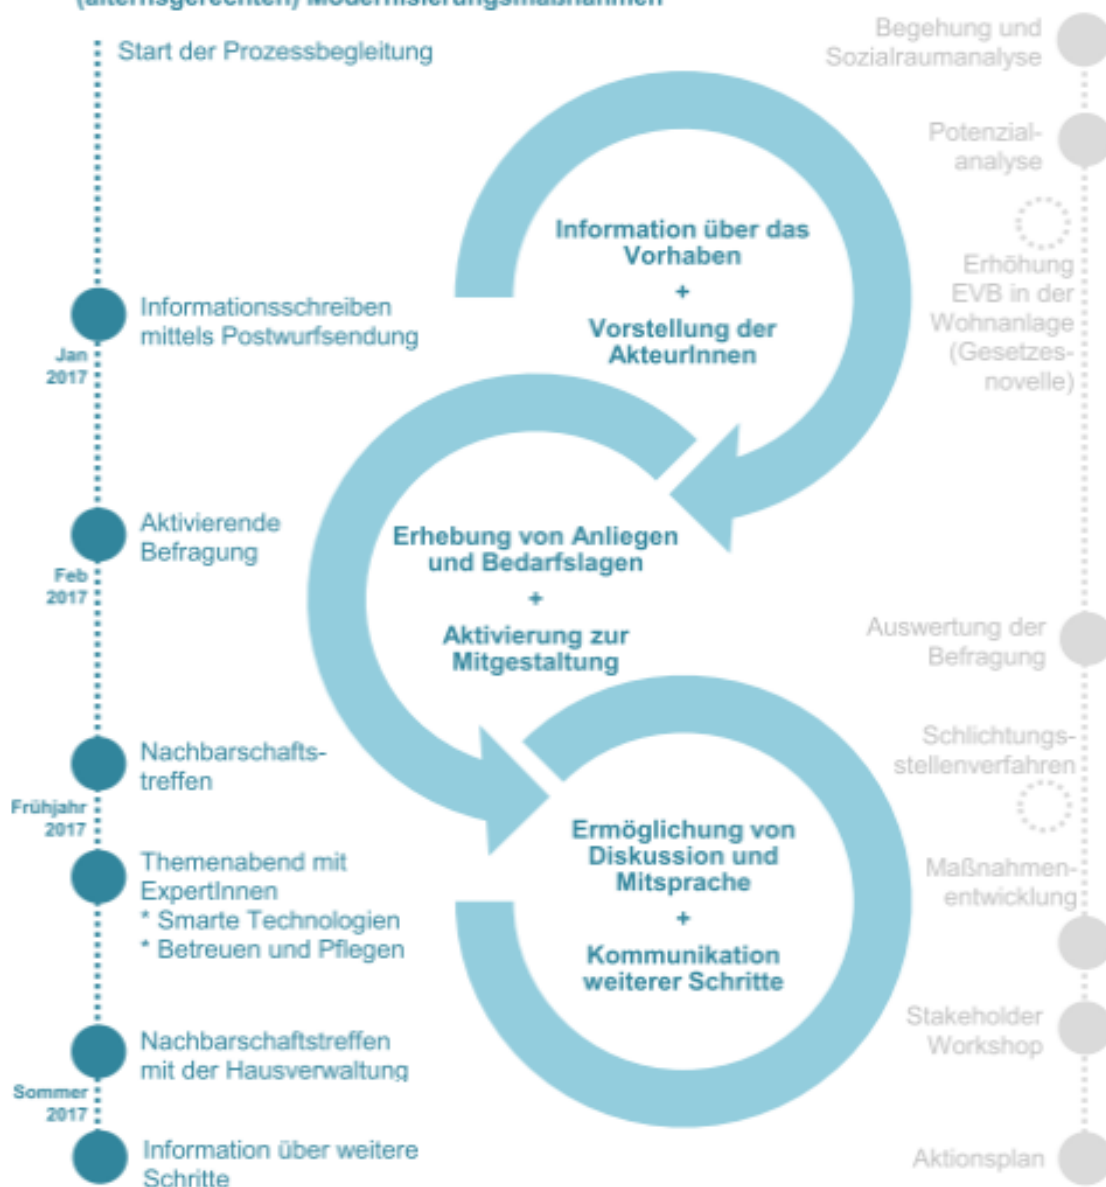 (alternsgerechten) Modernisierungsmaßnahmen
Start der Prozessbegleitung
Informationsschreiben
mittels Postwurfsendung
Jan
2017
Aktivierende
Befragung
Feb
2017
Nachbarschafts-
treffen
Frühjahr
2017
Themenabend mit
ExpertInnen
* Smarte Technologien
* Betreuen und Pflegen
Nachbarschaftstreffen
mit der Hausverwaltung
Sommer
2017
Information über weitere
Schritte
Information über das
Vorhaben
+
Vorstellung der
AkteurInnen
Erhebung von Anliegen
und Bedarfslagen
+
Aktivierung zur
Mitgestaltung
Ermöglichung von
Diskussion und
Mitsprache
+
Kommunikation
weiterer Schritte
Begehung und
Sozialraumanalyse
Potenzial-
analyse
Erhöhung
EVB in der
Wohnanlage
(Gesetzes-
novelle)
Auswertung der
Befragung
Schlichtungs-
stellenverfahren
Maßnahmen-
entwicklung
Stakeholder
Workshop
Aktionsplan